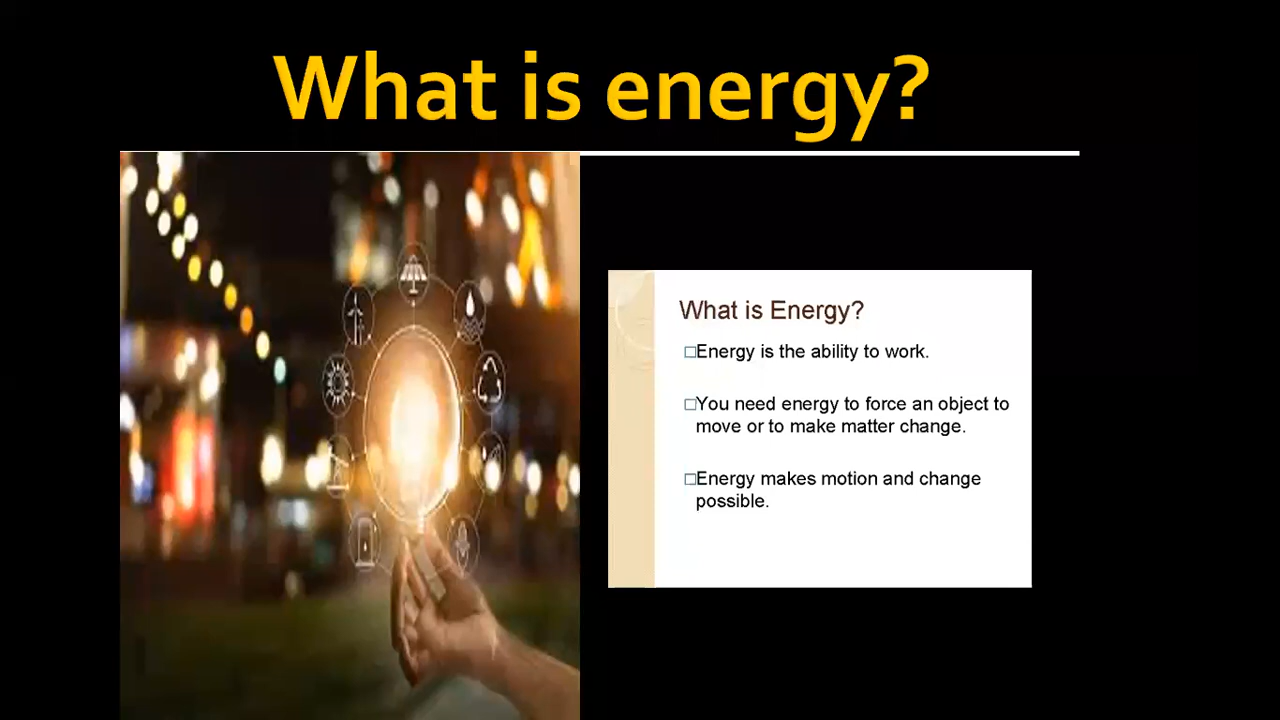 What is energy?
What is Energy?
□Energy is the ability to work.
□You need energy to force an object to
move or to make matter change.
□Energy makes motion and change
possible.